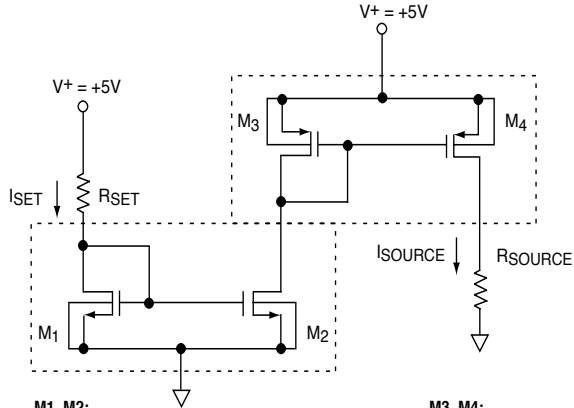 V+ = +5V
V+ = +5V
M3
M4
ISET
RSET
ISOURCE
RSOURCE
M1
M2
M1, M2:
M3, M4: